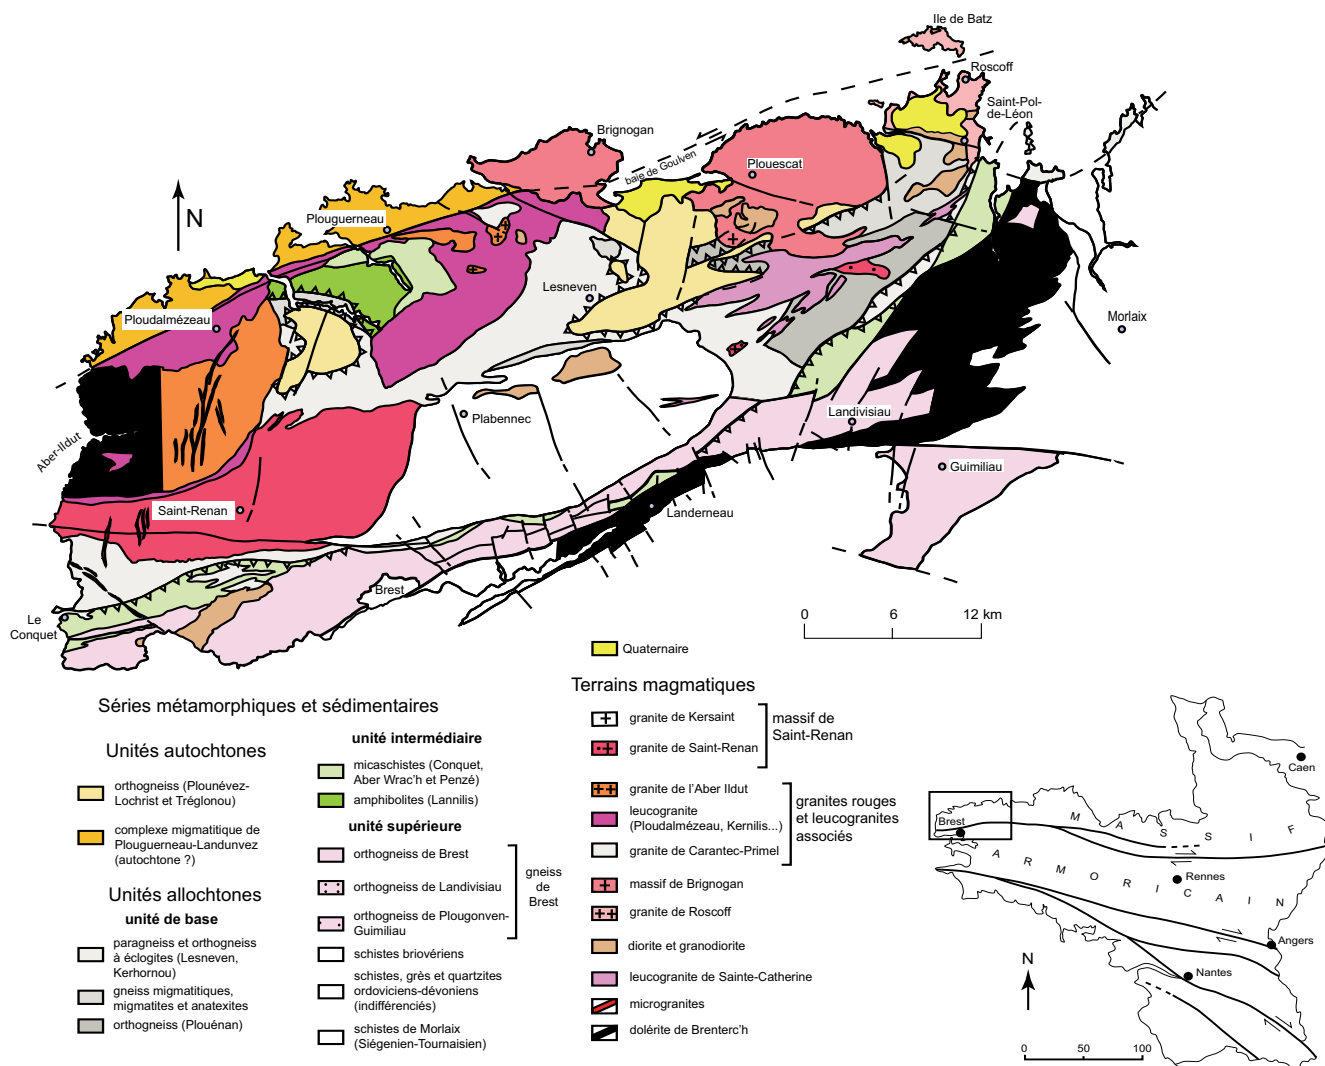 Ile de Batz
Roscoff
Saint-Pol-
de-Léon
Brignogan
baie de Goulven
Plouescat
N
Plouguerneau
Lesneven
Ploudalmézeau
Morlaix
Plabennec
Landivisiau
Aber-Ildut
Guimiliau
Saint-Renan
Landerneau
Brest
Le
Conquet
0 6 12 km
Quaternaire
Séries métamorphiques et sédimentaires
Unités autochtones
orthogneiss (Plounévez-
Lochrist et Tréglonou)
complexe migmatitique de
Plouguerneau-Landunvez
(autochtone ?)
Unités allochtones
unité de base
paragneiss et orthogneiss
à éclogites (Lesneven,
Kerhornou)
gneiss migmatitiques,
migmatites et anatexites
orthogneiss (Plouénan)
unité intermédiaire
micaschistes (Conquet,
Aber Wrac'h et Penzé)
amphibolites (Lannilis)
unité supérieure
orthogneiss de Brest
orthogneiss de Landivisiau
orthogneiss de Plougonven-
Guimiliau
gneiss
de
Brest
schistes briovériens
schistes, grès et quartzites
ordoviciens-dévoniens
(indifférenciés)
schistes de Morlaix
(Siégenien-Tournaisien)
Terrains magmatiques
granite de Kersaint
granite de Saint-Renan
massif de
Saint-Renan
granite de l'Aber Ildut
leucogranite
(Ploudalmézeau, Kernilis...)
granite de Carantec-Primel
granites rouges
et leucogranites
associés
massif de Brignogan
granite de Roscoff
diorite et granodiorite
leucogranite de Sainte-Catherine
microgranites
dolérite de Brenterc'h
Caen
Brest
MASSIF
ARMORICAIN
Rennes
Angers
Nantes
N
0 50 100